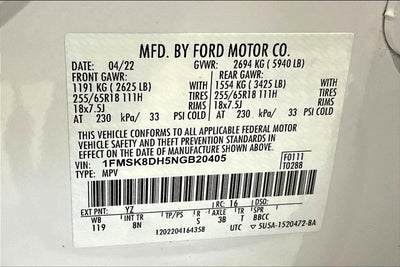 MFD. BY FORD MOTOR CO.
DATE: 04/22 GVWR: 2694 KG ( 5940 LB)
FRONT GAWR: REAR GAWR:
1191 KG ( 2625 LB) WITH 1554 KG ( 3425 LB) WITH
255/65R18 111H TIRES 255/65R18 111H TIRES
18x7.5J RIMS 18x7.5J RIMS
AT 230 kPa/ 33 PSI COLD AT 230 kPa/ 33 PSI COLD
THIS VEHICLE CONFORMS TO ALL APPLICABLE FEDERAL MOTOR
VEHICLE SAFETY AND THEFT PREVENTION STANDARDS IN
EFFECT ON THE DATE OF MANUFACTURE SHOWN ABOVE.
VIN: 1FMSK8DH5NGB20405 F0111
TYPE: MPV T0288
EXT PNT: YZ RC: 16 DSO:
WB INT TR TP/PS R AXLE TR SPR
119 8N S 3B T BBCC
1202204164358 UTC 5U5A-1520472-BA